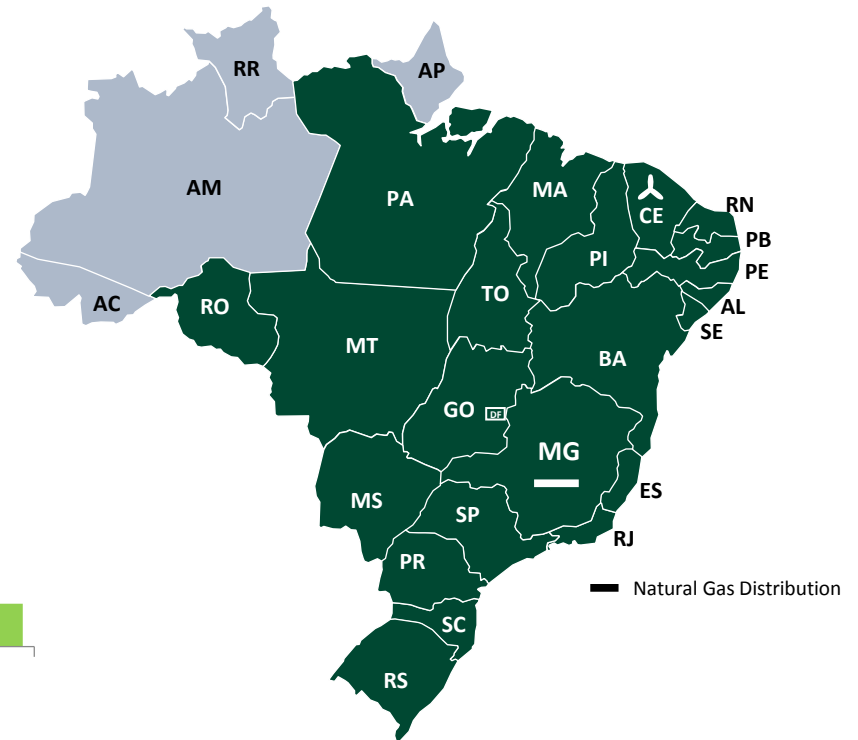 RR
AP
AM
PA
MA
CE
RN
PB
PI
PE
TO
AL
AC
RO
SE
MT
BA
GO
DF
MG
MS
ES
SP
RJ
PR
Natural Gas Distribution
SC
RS